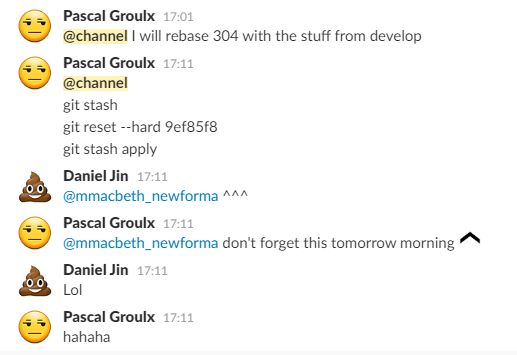 Pascal Groulx 17:01
@channel I will rebase 304 with the stuff from develop
Pascal Groulx 17:11
@channel
git stash
git reset --hard 9ef85f8
git stash apply
Daniel Jin 17:11
@mmacbeth_newforma ^^^
Pascal Groulx 17:11
@mmacbeth_newforma don't forget this tomorrow morning
Daniel Jin 17:11
Lol
Pascal Groulx 17:11
hahaha